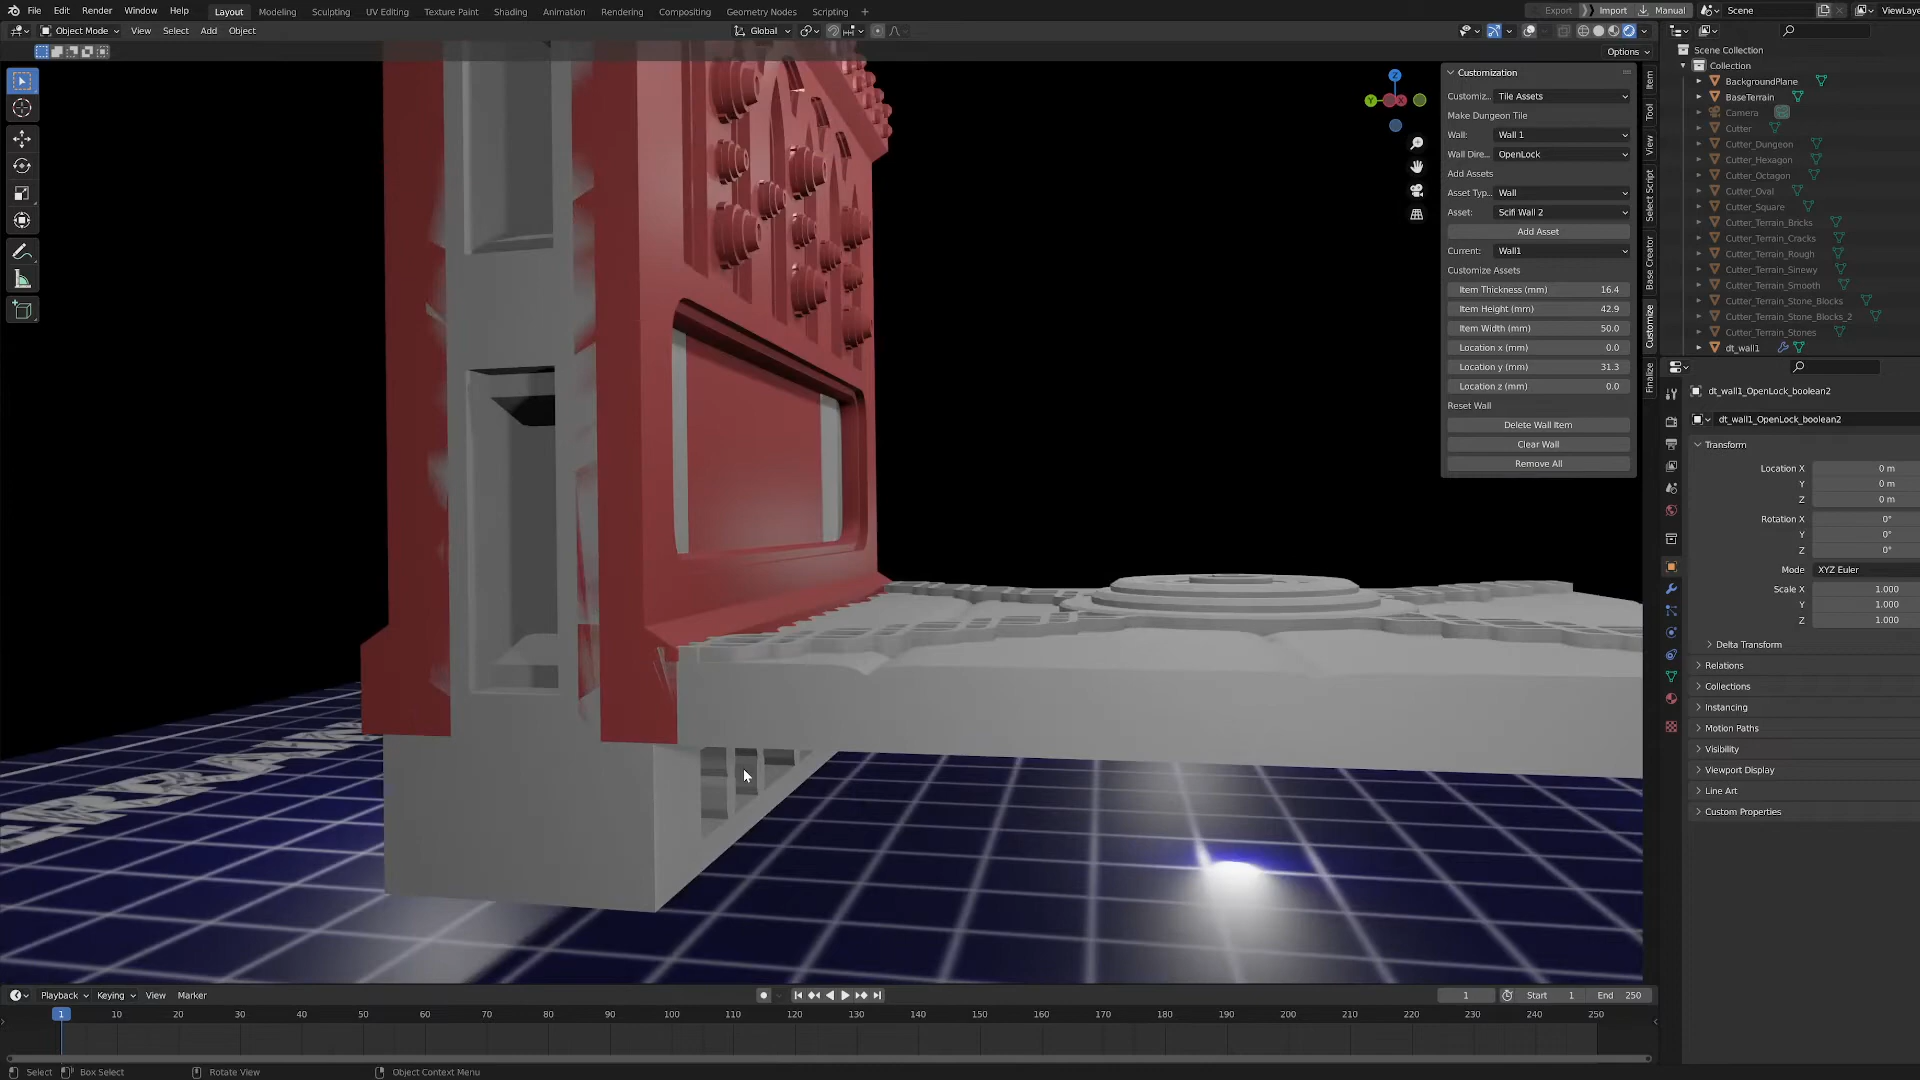 File Edit Render Window Help Layout Modeling Sculpting UV Editing Texture Paint Shading Animation Rendering Compositing Geometry Nodes Scripting + Export Import Manual Scene ViewLaye
Object Mode View Select Add Object Global
Options
Customization
Customiz... Tile Assets
Make Dungeon Tile
Wall: Wall 1
Wall Dire... OpenLock
Add Assets
Asset Typ... Wall
Asset: Scifi Wall 2
Add Asset
Current: Wall1
Customize Assets
Item Thickness (mm) 16.4
Item Height (mm) 42.9
Item Width (mm) 50.0
Location x (mm) 0.0
Location y (mm) 31.3
Location z (mm) 0.0
Reset Wall
Delete Wall Item
Clear Wall
Remove All
Item
Tool
View
Select Script
Base Creator
Customize
Finalize
Scene Collection
Collection
BackgroundPlane
BaseTerrain
Camera
Cutter
Cutter_Dungeon
Cutter_Hexagon
Cutter_Octagon
Cutter_Oval
Cutter_Square
Cutter_Terrain_Bricks
Cutter_Terrain_Cracks
Cutter_Terrain_Rough
Cutter_Terrain_Sinewy
Cutter_Terrain_Smooth
Cutter_Terrain_Stone_Blocks
Cutter_Terrain_Stone_Blocks_2
Cutter_Terrain_Stones
dt_wall1
dt_wall1_OpenLock_boolean2
dt_wall1_OpenLock_boolean2
Transform
Location X 0 m
Y 0 m
Z 0 m
Rotation X 0°
Y 0°
Z 0°
Mode XYZ Euler
Scale X 1.000
Y 1.000
Z 1.000
Delta Transform
Relations
Collections
Instancing
Motion Paths
Visibility
Viewport Display
Line Art
Custom Properties
Playback Keying View Marker 1 Start 1 End 250
1 10 20 30 40 50 60 70 80 90 100 110 120 130 140 150 160 170 180 190 200 210 220 230 240 250
Select Box Select Rotate View Object Context Menu